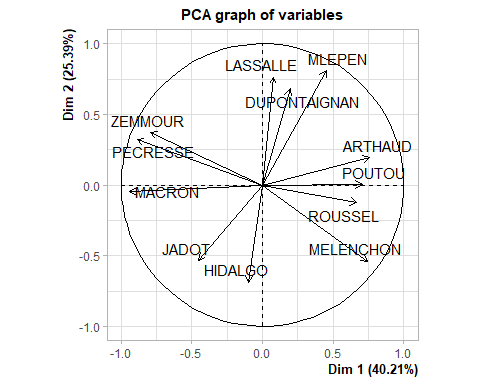 PCA graph of variables
Dim 2 (25.39%)
1.0
0.5
0.0
-0.5
-1.0
LASSALLE
MLEPEN
DUPONTAIGNAN
ZEMMOUR
PECRESSE
ARTHAUD
POUTOU
MACRON
ROUSSEL
JADOT
MELENCHON
HIDALGO
-1.0
-0.5
0.0
0.5
1.0
Dim 1 (40.21%)